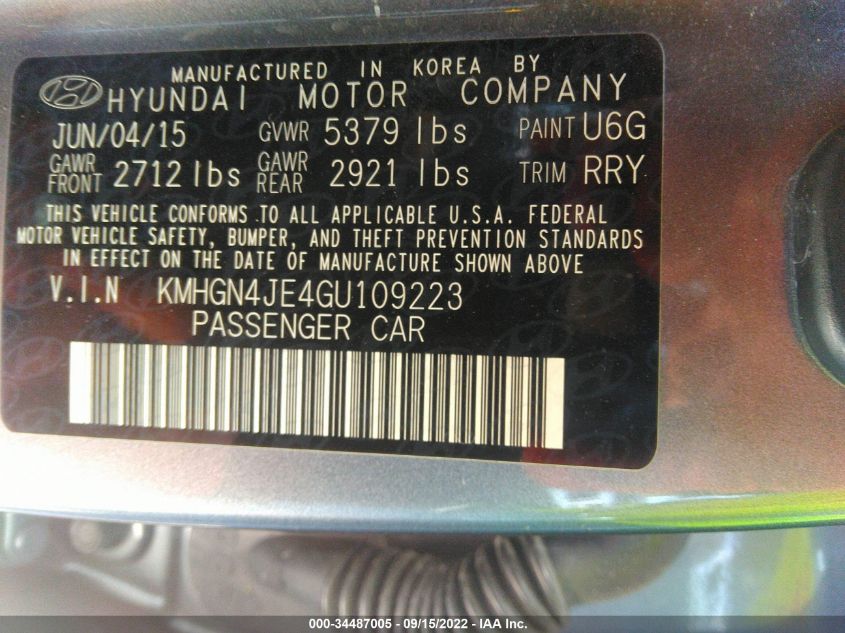 MANUFACTURED IN KOREA BY
HYUNDAI MOTOR COMPANY
JUN/04/15 GVWR 5379 lbs PAINT U6G
GAWR FRONT 2712 lbs GAWR REAR 2921 lbs TRIM RRY
THIS VEHICLE CONFORMS TO ALL APPLICABLE U.S.A. FEDERAL
MOTOR VEHICLE SAFETY, BUMPER, AND THEFT PREVENTION STANDARDS
IN EFFECT ON THE DATE OF MANUFACTURE SHOWN ABOVE
V.I.N KMHGN4JE4GU109223
PASSENGER CAR
000-34487005 - 09/15/2022 - IAA Inc.